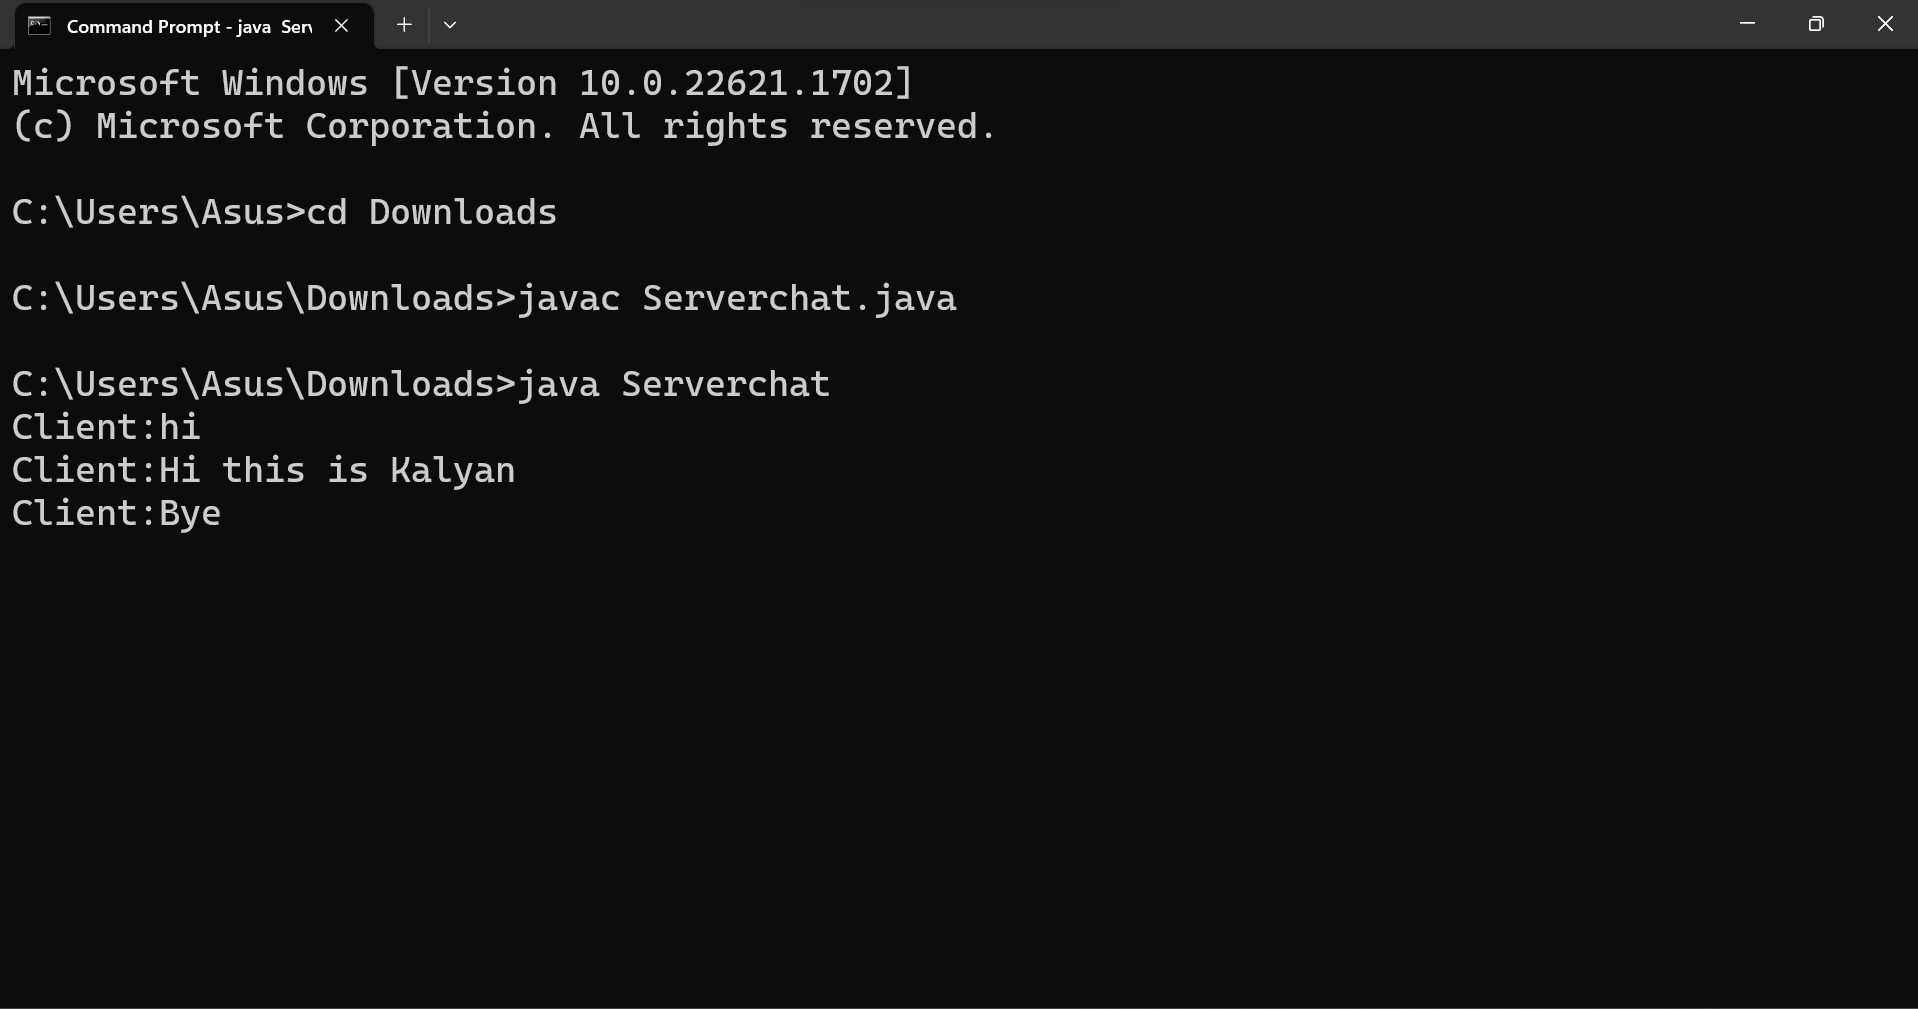 Command Prompt - java  Serv
Microsoft Windows [Version 10.0.22621.1702]
(c) Microsoft Corporation. All rights reserved.
C:\Users\Asus>cd Downloads
C:\Users\Asus\Downloads>javac Serverchat.java
C:\Users\Asus\Downloads>java Serverchat
Client:hi
Client:Hi this is Kalyan
Client:Bye